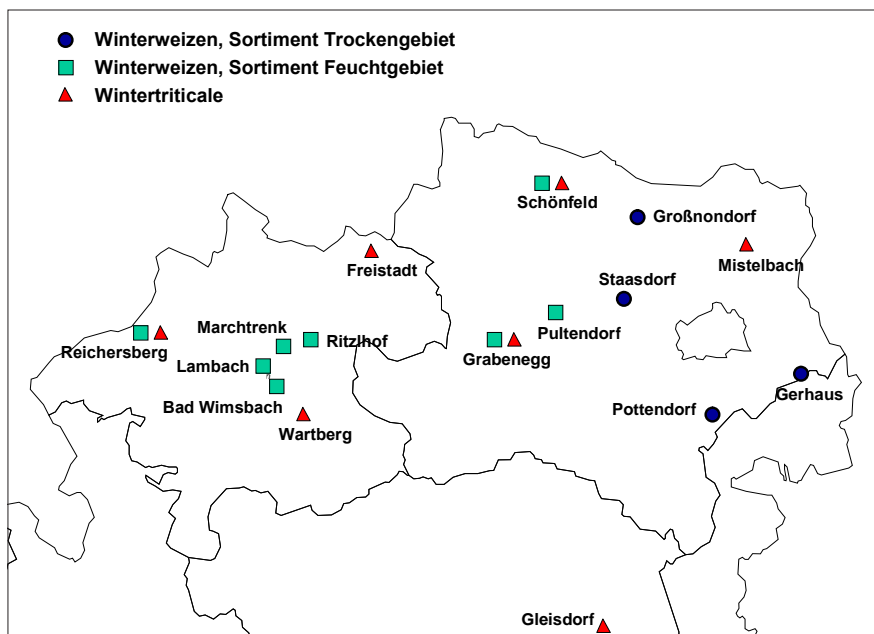 Winterweizen, Sortiment Trockengebiet
Winterweizen, Sortiment Feuchtgebiet
Wintertriticale
Schönfeld
Großnondorf
Mistelbach
Freistadt
Staasdorf
Marchtrenk
Ritzlhof
Pultendorf
Reichersberg
Grabenegg
Lambach
Gerhaus
Bad Wimsbach
Pottendorf
Wartberg
Gleisdorf